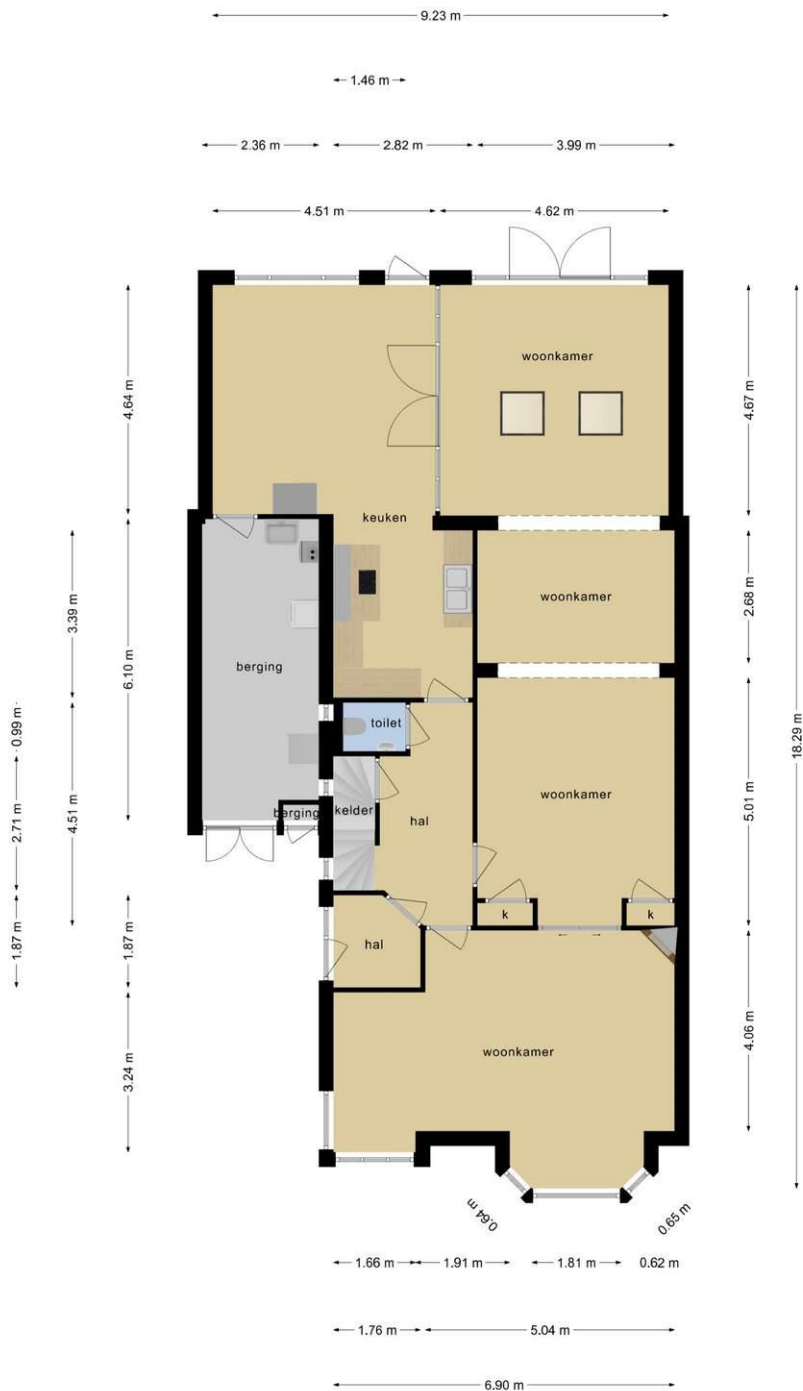 9.23 m
1.46 m
2.36 m
2.82 m
3.99 m
4.51 m
4.62 m
4.64 m
woonkamer
4.67 m
keuken
3.39 m
6.10 m
woonkamer
2.68 m
berging
18.29 m
0.99 m
toilet
2.71 m
4.51 m
berging
kelder
hal
woonkamer
5.01 m
k
k
1.87 m
1.87 m
hal
3.24 m
woonkamer
4.06 m
0.64 m
0.65 m
1.66 m
1.91 m
1.81 m
0.62 m
1.76 m
5.04 m
6.90 m